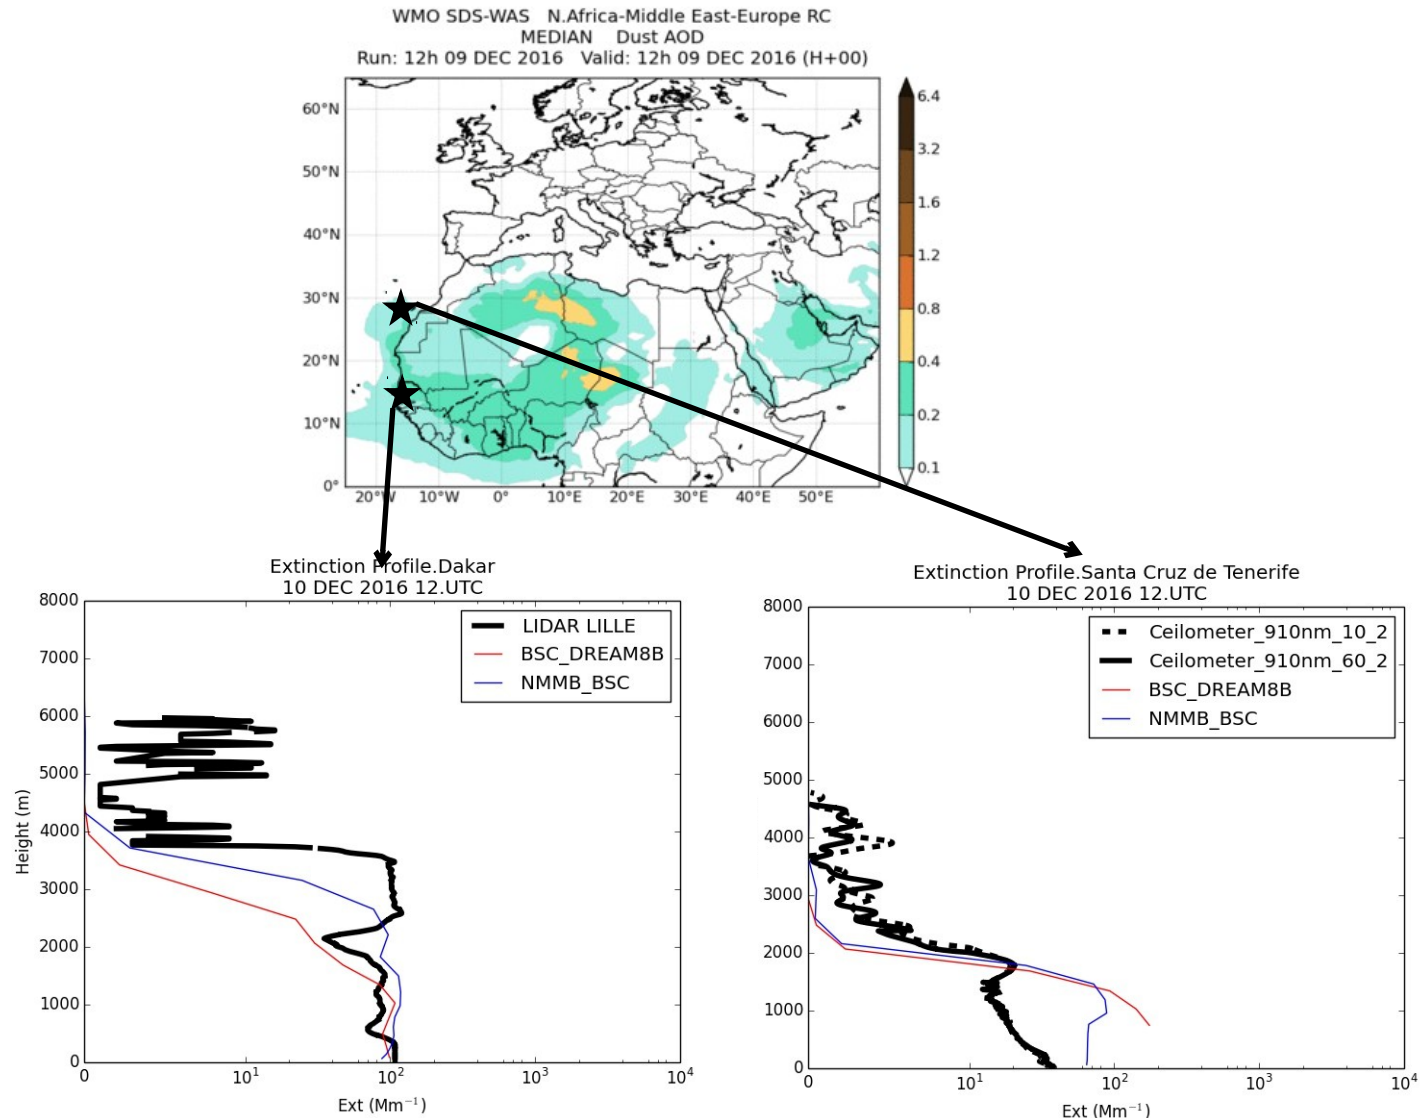 WMO SDS-WAS   N.Africa-Middle East-Europe RC
MEDIAN    Dust AOD
Run: 12h 09 DEC 2016   Valid: 12h 09 DEC 2016 (H+00)
60°N
50°N
40°N
30°N
20°N
10°N
0°
20°W
10°W
0°
10°E
20°E
30°E
40°E
50°E
6.4
3.2
1.6
1.2
0.8
0.4
0.2
0.1
Extinction Profile.Dakar
10 DEC 2016 12.UTC
LIDAR LILLE
BSC_DREAM8B
NMMB_BSC
8000
7000
6000
5000
4000
3000
2000
1000
0
Height (m)
0
10¹
10²
10³
10⁴
Ext (Mm⁻¹)
Extinction Profile.Santa Cruz de Tenerife
10 DEC 2016 12.UTC
Ceilometer_910nm_10_2
Ceilometer_910nm_60_2
BSC_DREAM8B
NMMB_BSC
8000
7000
6000
5000
4000
3000
2000
1000
0
0
10¹
10²
10³
10⁴
Ext (Mm⁻¹)